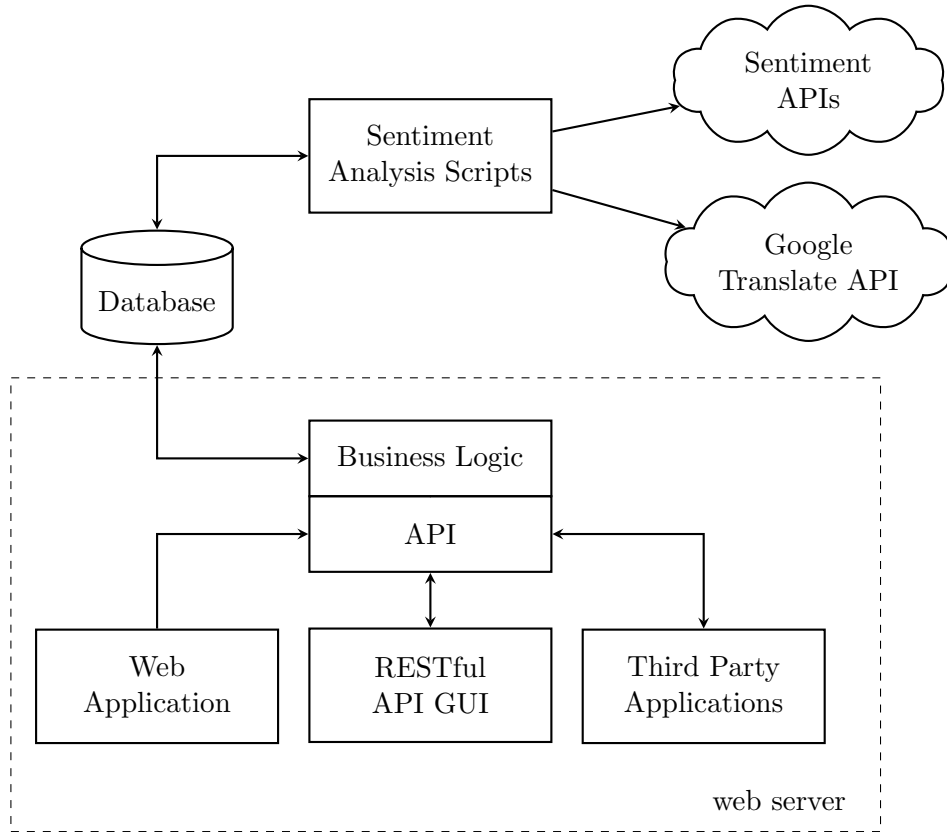 Sentiment
APIs
Sentiment
Analysis Scripts
Google
Translate API
Database
Business Logic
API
Web
Application
RESTful
API GUI
Third Party
Applications
web server